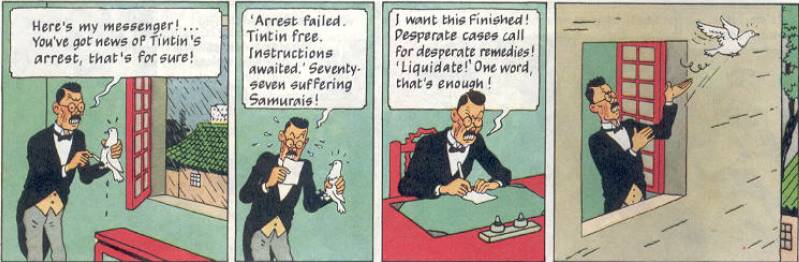 Here's my messenger!...
You've got news of Tintin's
arrest, that's for sure!
'Arrest failed.
Tintin free.
Instructions
awaited.' Seventy-
seven suffering
Samurais!
I want this finished!
Desperate cases call
for desperate remedies!
'Liquidate!' One word,
that's enough!